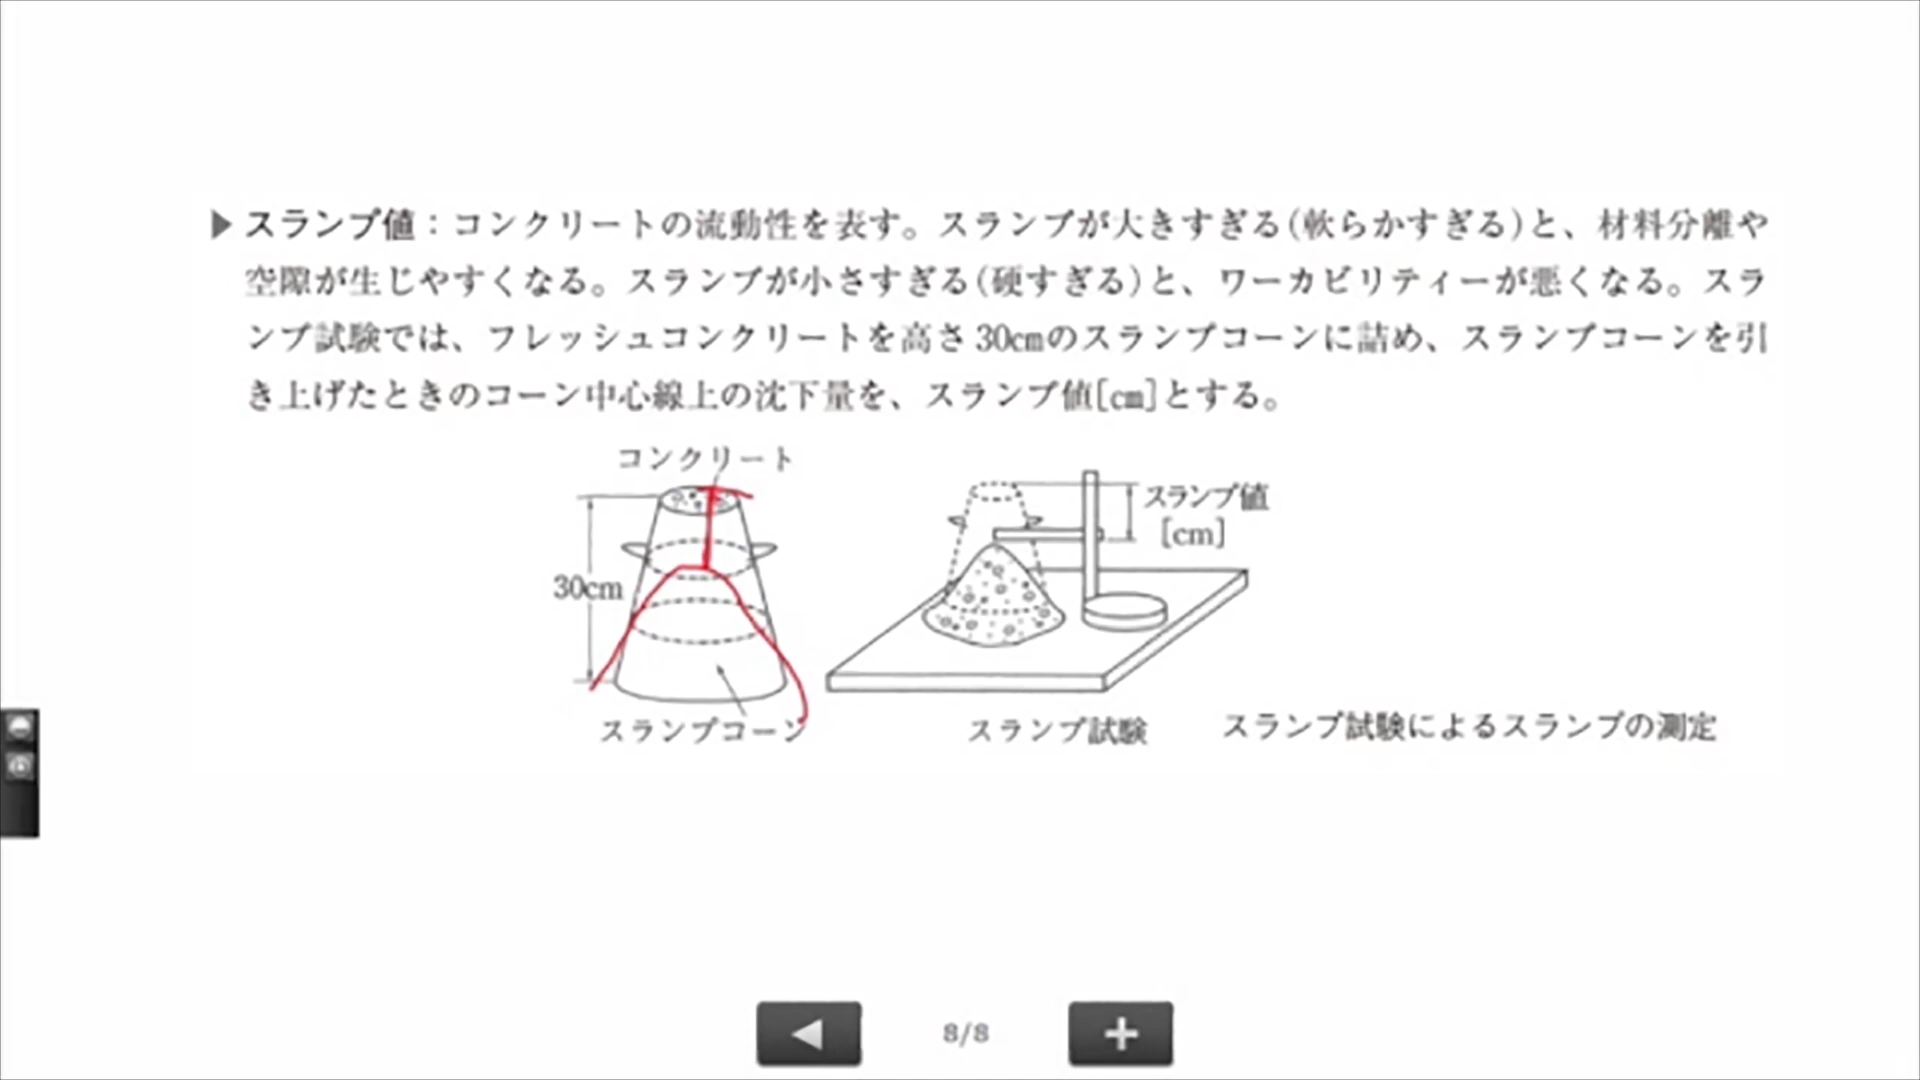 ▶スランプ値：コンクリートの流動性を表す。スランプが大きすぎる(軟らかすぎる)と、材料分離や
空隙が生じやすくなる。スランプが小さすぎる(硬すぎる)と、ワーカビリティーが悪くなる。スラ
ンプ試験では、フレッシュコンクリートを高さ30cmのスランプコーンに詰め、スランプコーンを引
き上げたときのコーン中心線上の沈下量を、スランプ値[cm]とする。
コンクリート
30cm
スランプコーン
スランプ値
[cm]
スランプ試験
スランプ試験によるスランプの測定
8/8